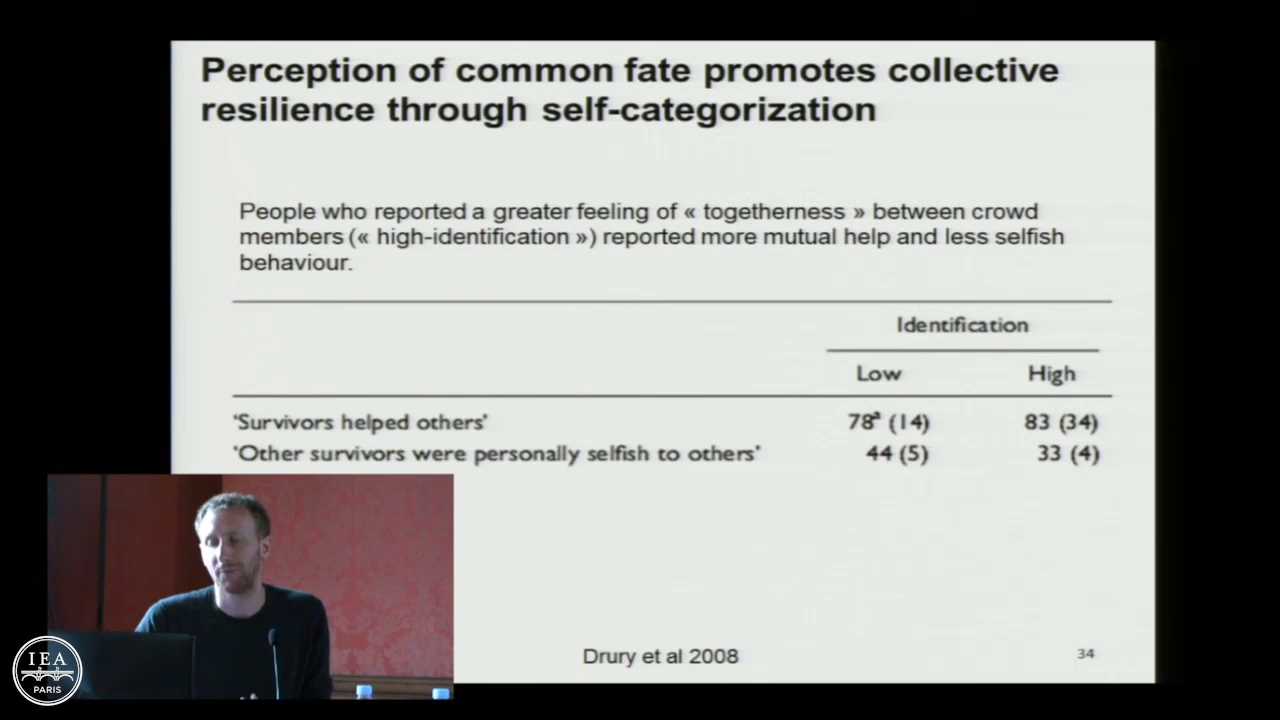 Perception of common fate promotes collective
resilience through self-categorization
People who reported a greater feeling of « togetherness » between crowd
members (« high-identification ») reported more mutual help and less selfish
behaviour.
Identification
Low High
‘Survivors helped others’ 78ª (14) 83 (34)
‘Other survivors were personally selfish to others’ 44 (5) 33 (4)
Drury et al 2008
34
IEA
PARIS